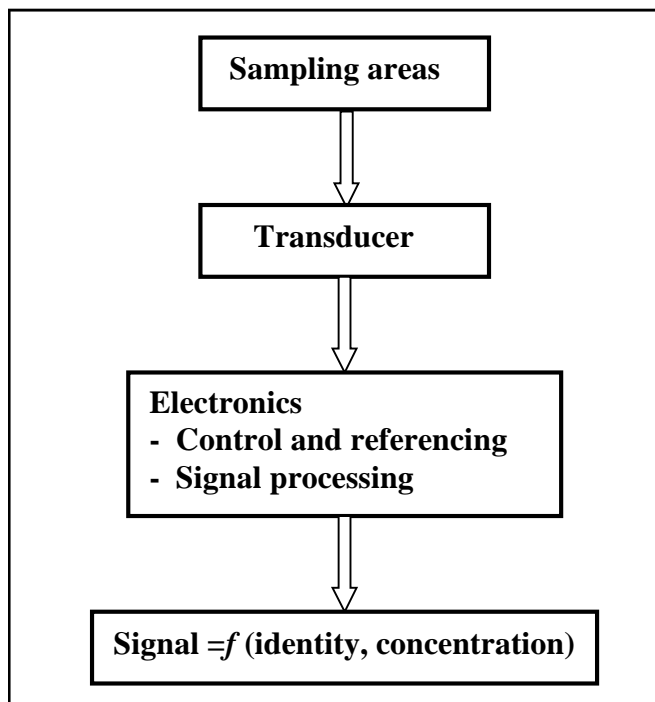 Sampling areas
Transducer
Electronics
- Control and referencing
- Signal processing
Signal =f (identity, concentration)